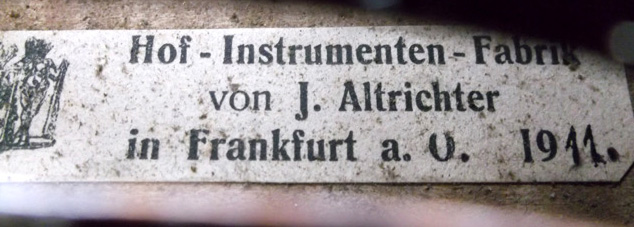 Hof - Instrumenten - Fabrik
von J. Altrichter
in Frankfurt a. O. 1911.